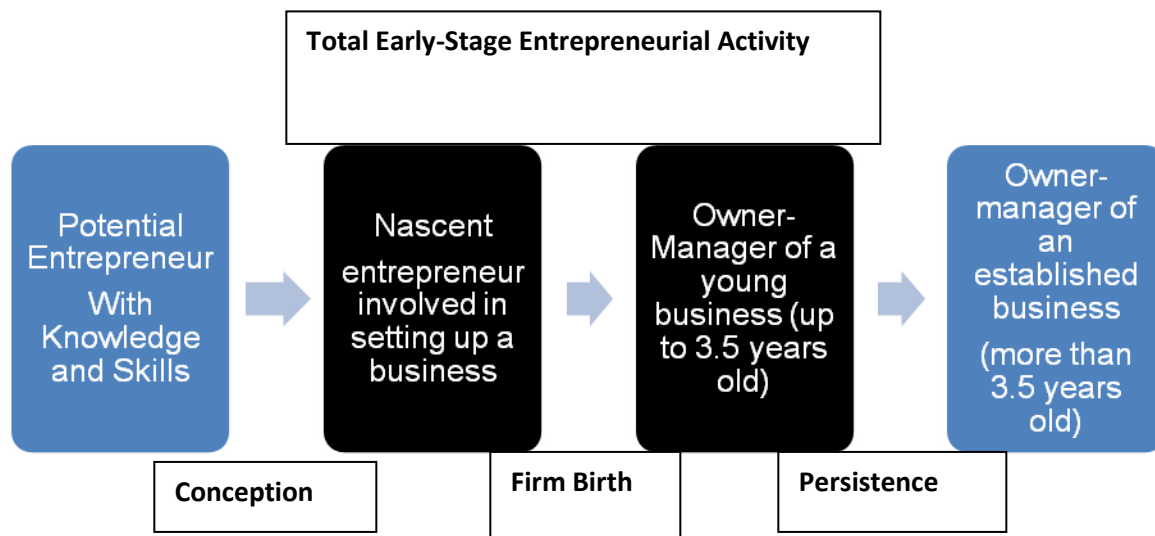 Total Early-Stage Entrepreneurial Activity
Potential
Entrepreneur
With
Knowledge
and Skills
Nascent
entrepreneur
involved in
setting up a
business
Owner-
Manager of a
young
business (up
to 3.5 years
old)
Owner-
manager of
an
established
business
(more than
3.5 years
old)
Conception
Firm Birth
Persistence